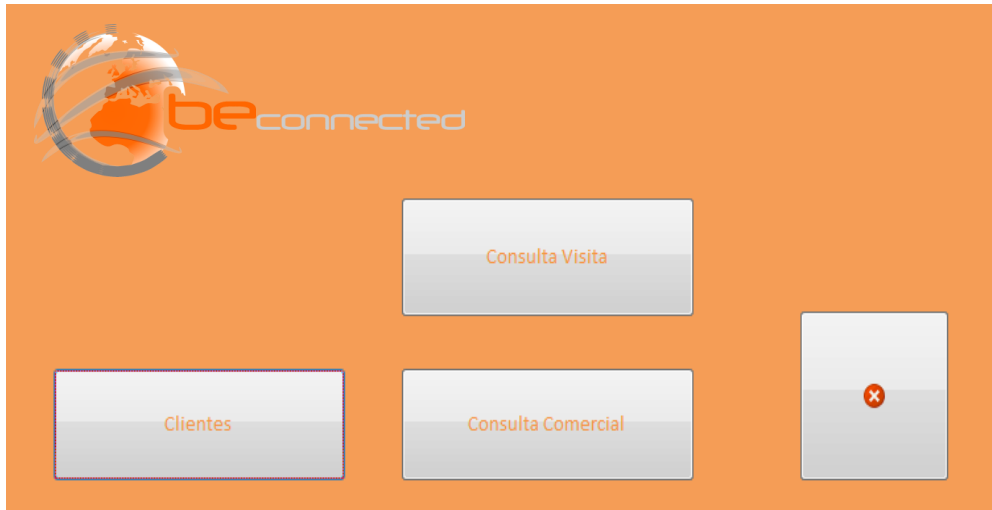 beconnected
Consulta Visita
Clientes
Consulta Comercial